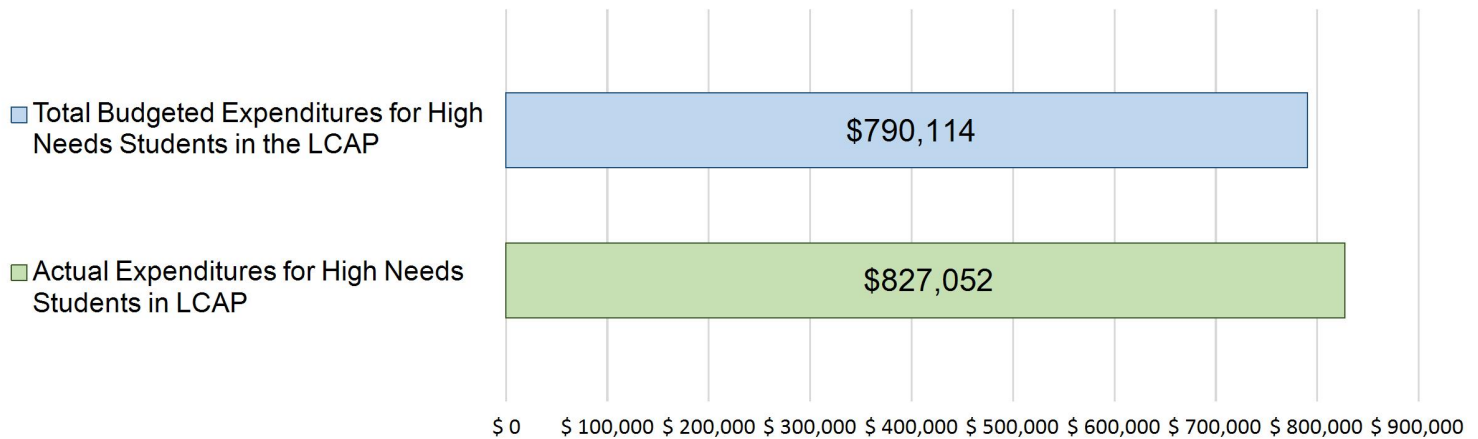 Total Budgeted Expenditures for High
Needs Students in the LCAP
$790,114
Actual Expenditures for High Needs
Students in LCAP
$827,052
$ 0 $ 100,000 $ 200,000 $ 300,000 $ 400,000 $ 500,000 $ 600,000 $ 700,000 $ 800,000 $ 900,000